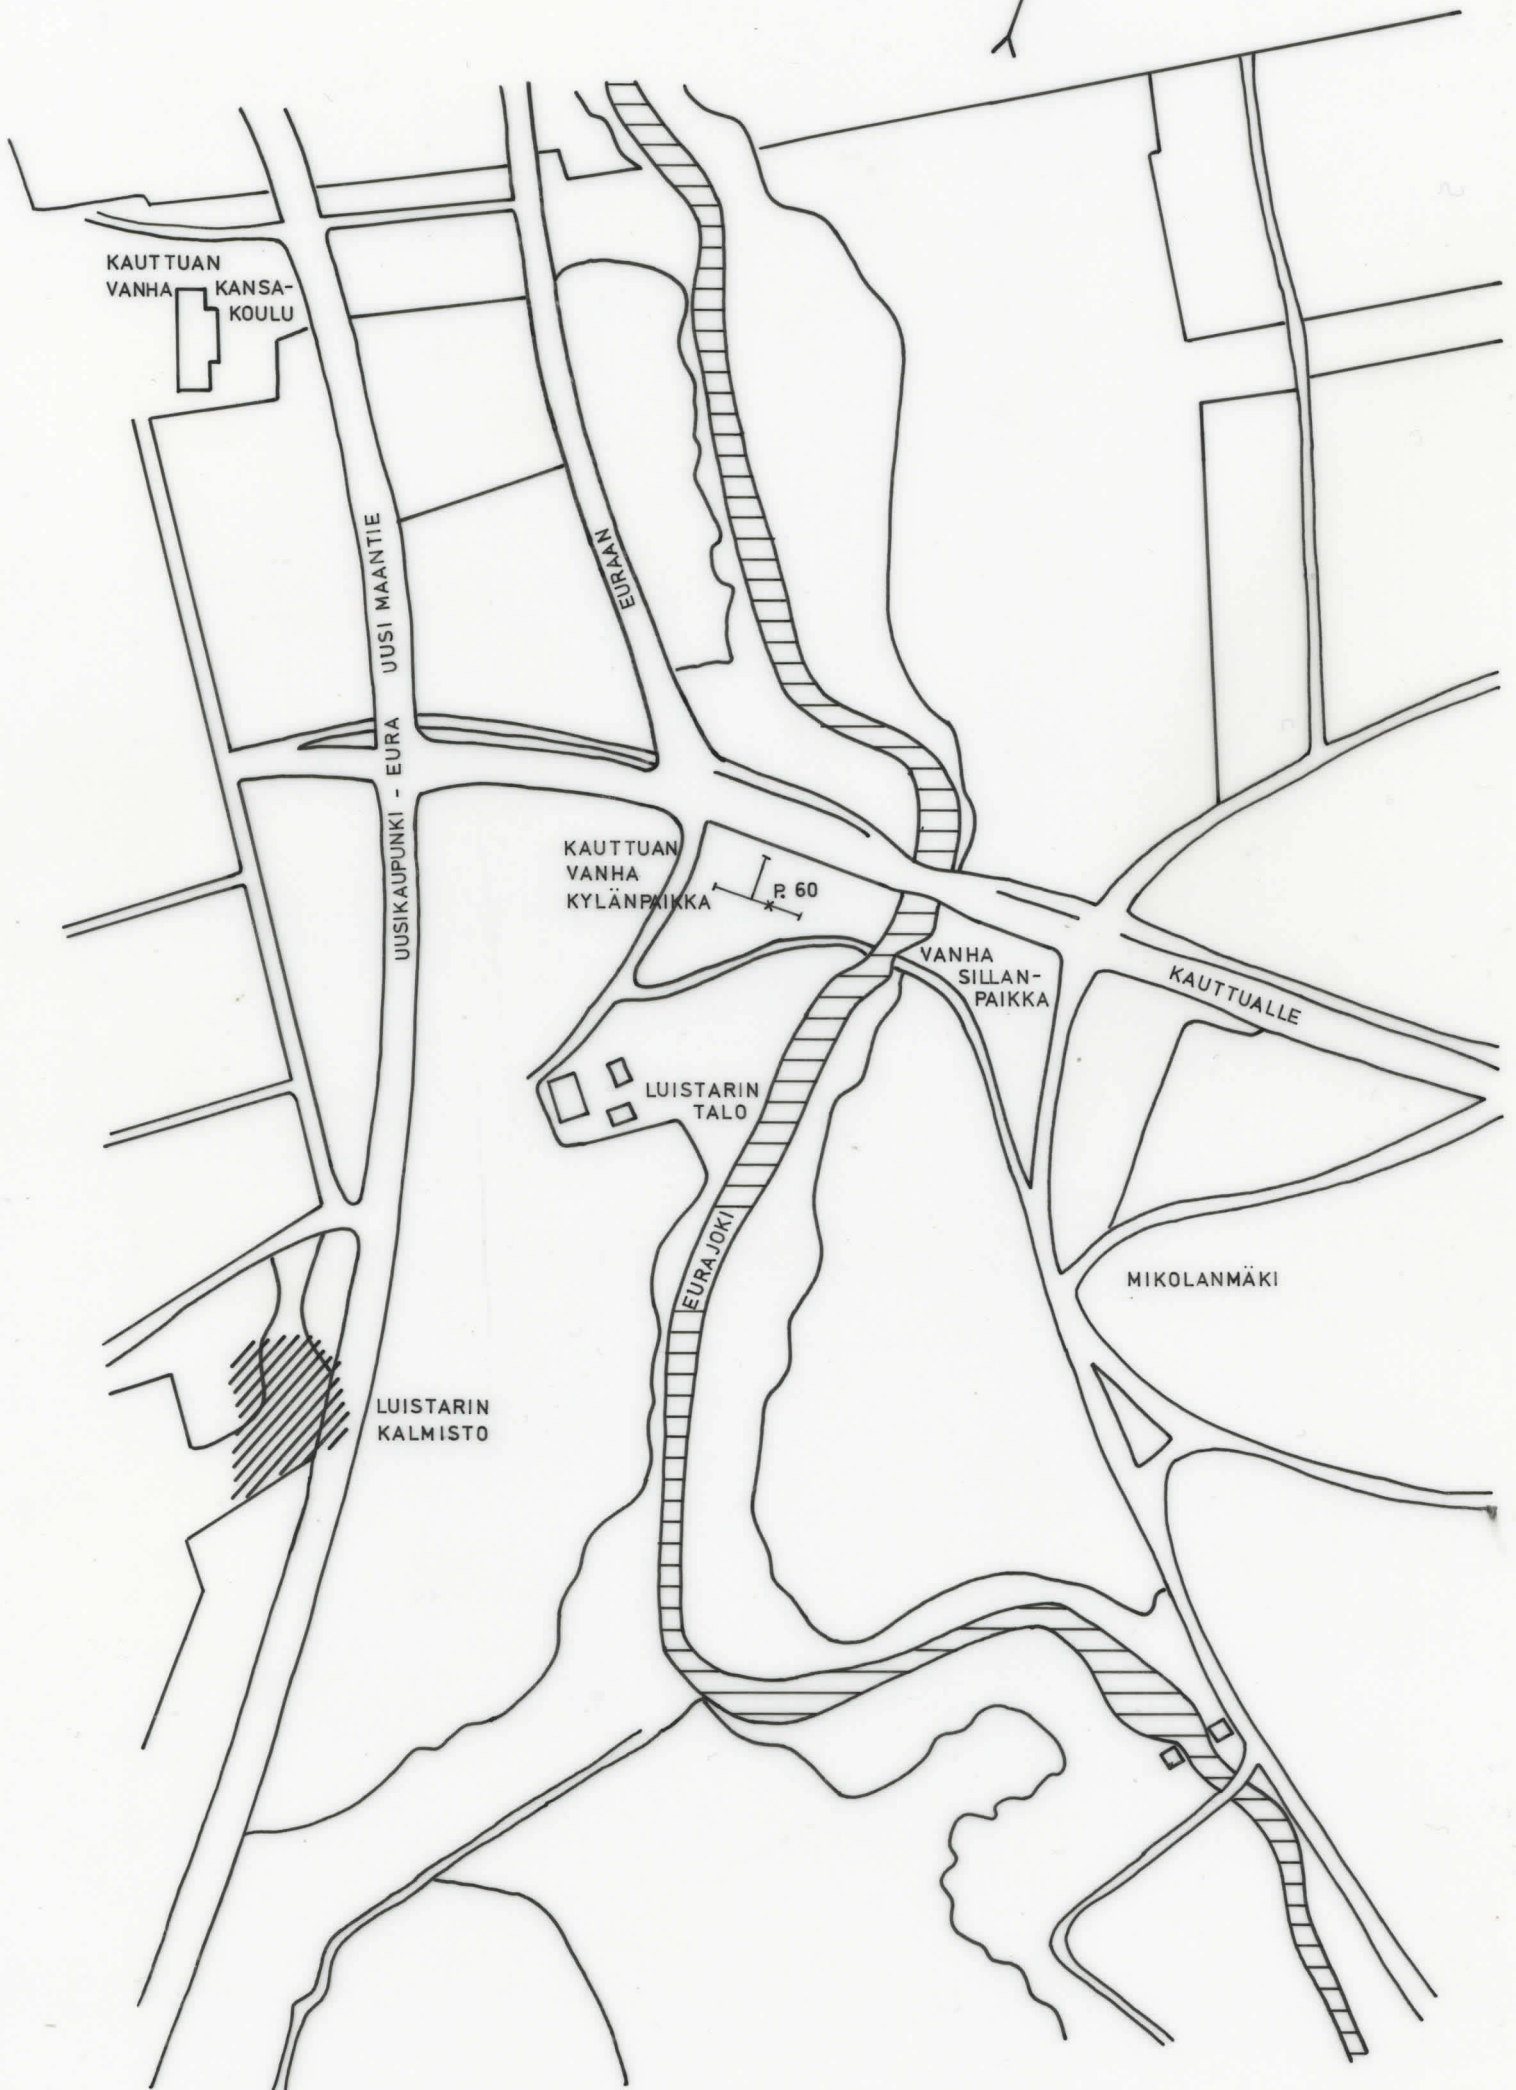 KAUTTUAN
VANHA KANSA-
KOULU
UUSIKAUPUNKI - EURA UUSI MAANTIE
EURAAN
KAUTTUAN
VANHA
KYLÄNPAIKKA
P. 60
VANHA
SILLAN-
PAIKKA
KAUTTUALLE
LUISTARIN
TALO
EURAJOKI
MIKOLANMÄKI
LUISTARIN
KALMISTO